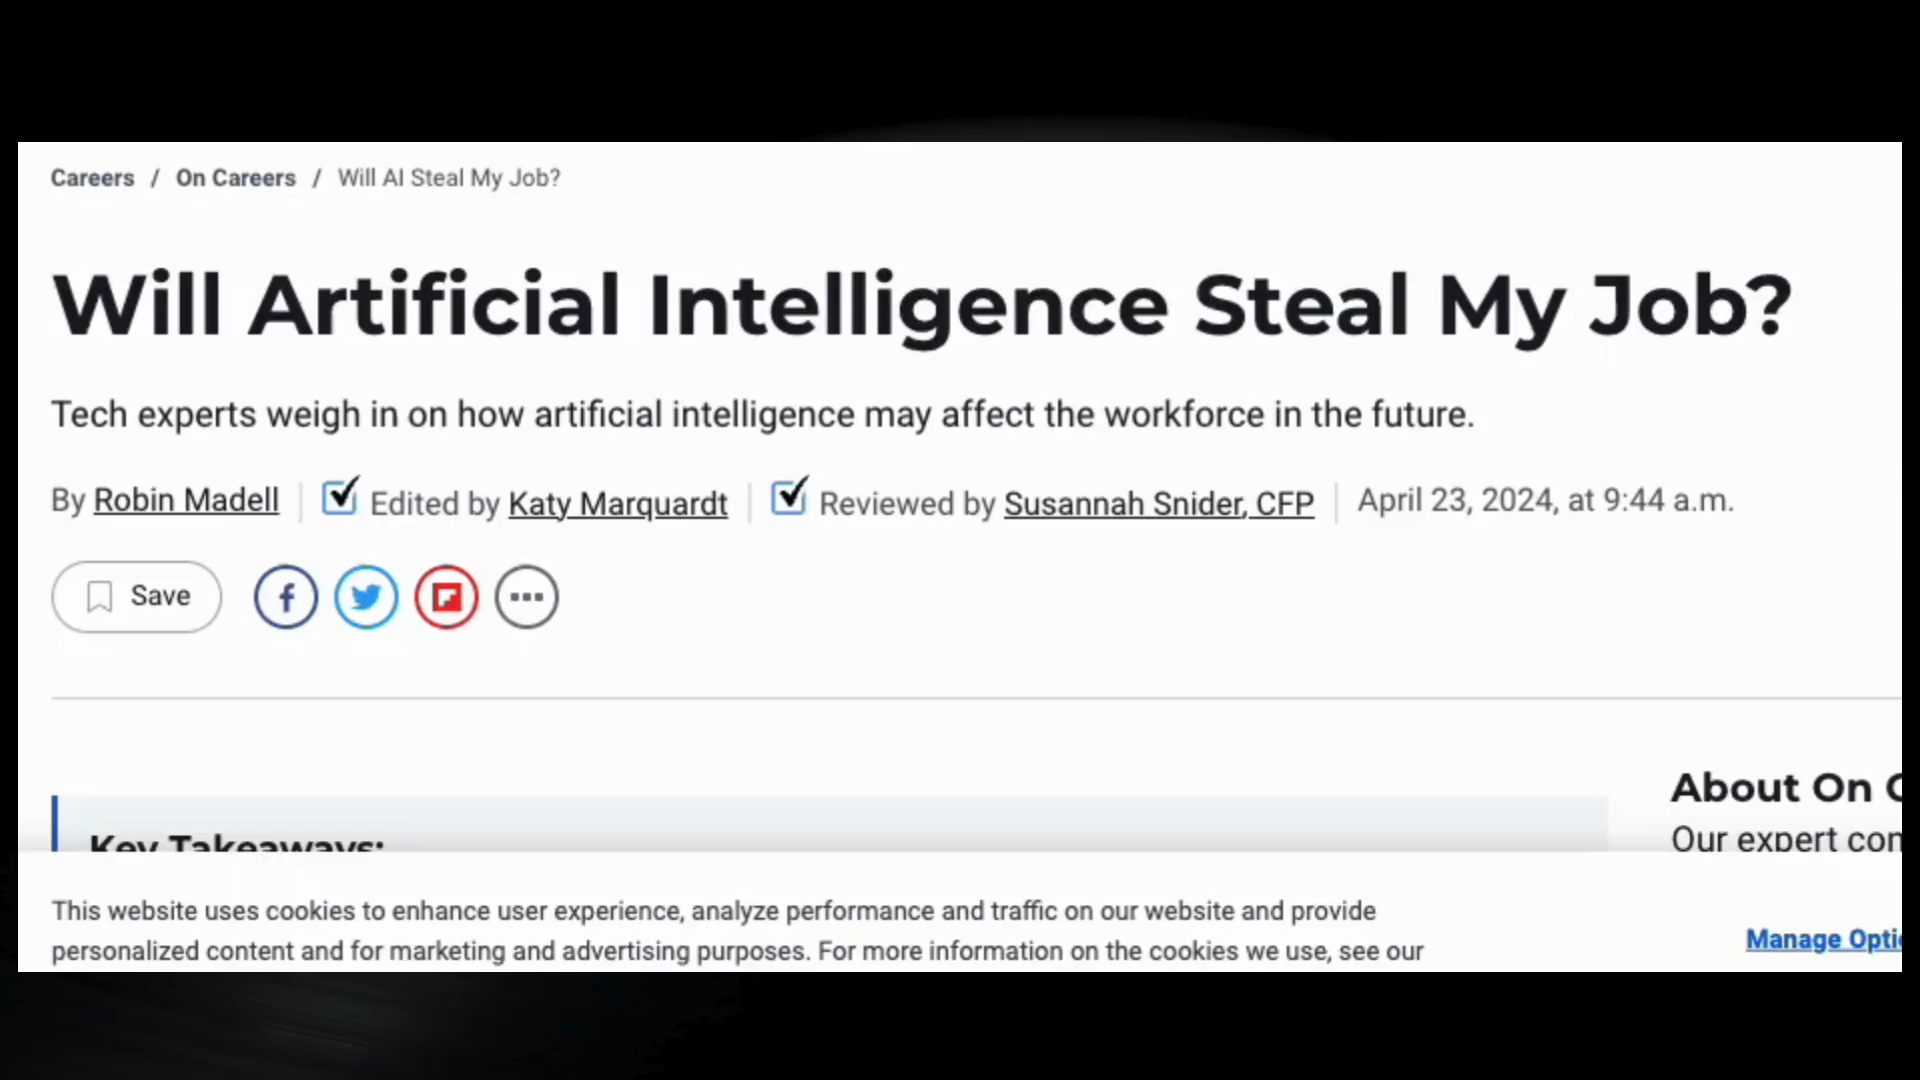 Careers / On Careers / Will AI Steal My Job?
Will Artificial Intelligence Steal My Job?
Tech experts weigh in on how artificial intelligence may affect the workforce in the future.
By Robin Madell | Edited by Katy Marquardt | Reviewed by Susannah Snider, CFP | April 23, 2024, at 9:44 a.m.
Save
About On
Key Takeaways:
Our expert
This website uses cookies to enhance user experience, analyze performance and traffic on our website and provide
personalized content and for marketing and advertising purposes. For more information on the cookies we use, see our
Manage